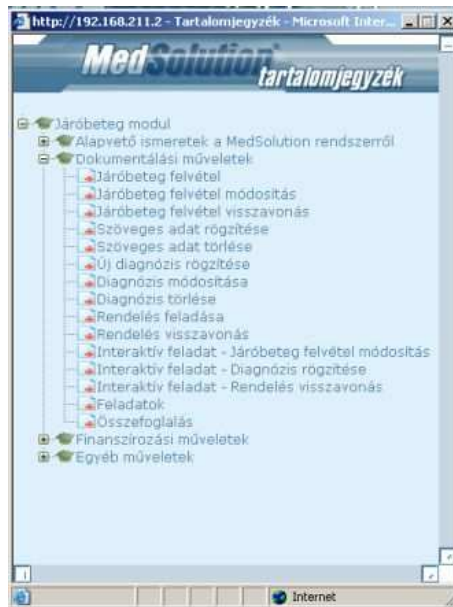 http://192.168.211.2 - Tartalomjegyzék - Microsoft Inter...
MedSolution
tartalomjegyzék
Járóbeteg modul
Alapvető ismeretek a MedSolution rendszerről
Dokumentálási műveletek
Járóbeteg felvétel
Járóbeteg felvétel módosítás
Járóbeteg felvétel visszavonás
Szöveges adat rögzítése
Szöveges adat törlése
Új diagnózis rögzítése
Diagnózis módosítása
Diagnózis törlése
Rendelés feladása
Rendelés visszavonás
Interaktív feladat - Járóbeteg felvétel módosítás
Interaktív feladat - Diagnózis rögzítése
Interaktív feladat - Rendelés visszavonás
Feladatok
Összefoglalás
Finanszírozási műveletek
Egyéb műveletek
Internet